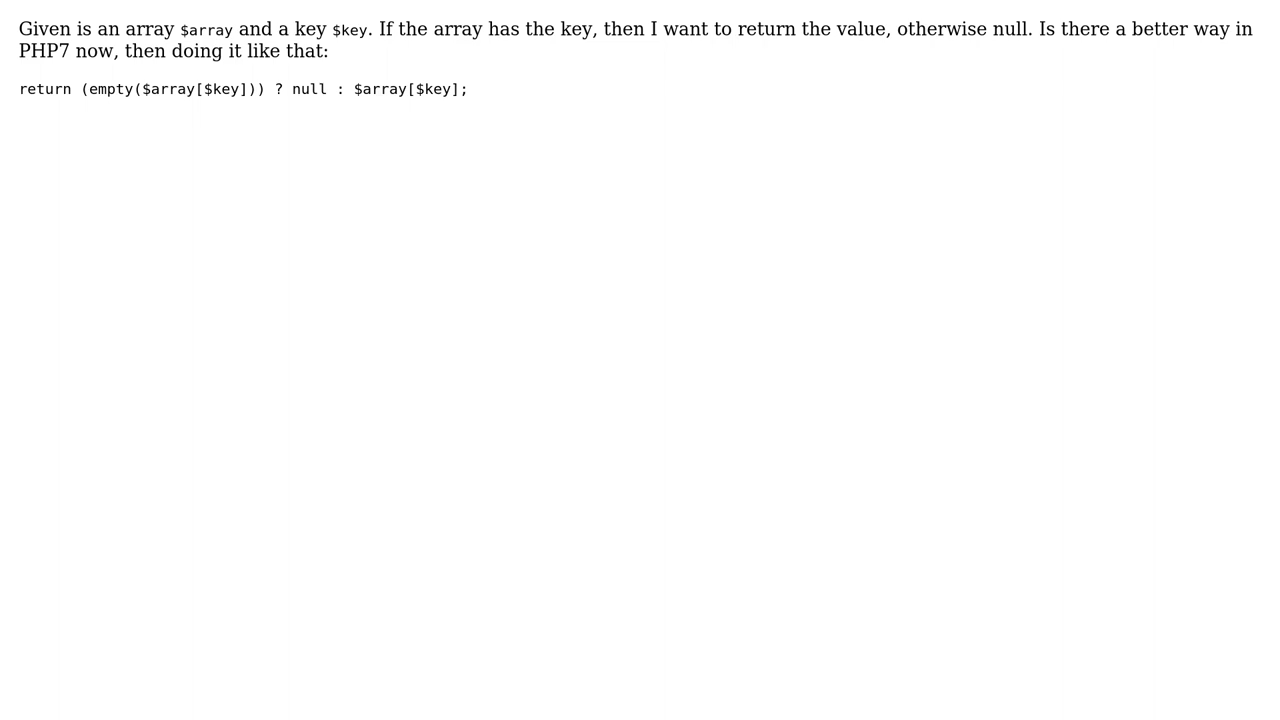 Given is an array $array and a key $key. If the array has the key, then I want to return the value, otherwise null. Is there a better way in
PHP7 now, then doing it like that:
return (empty($array[$key])) ? null : $array[$key];